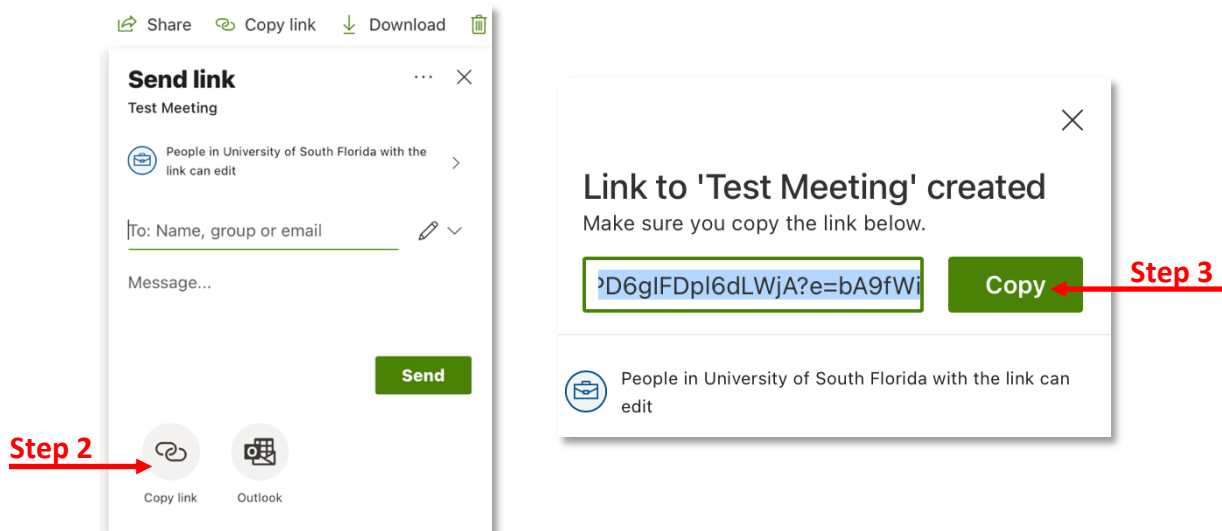 Share Copy link Download
Send link
Test Meeting
People in University of South Florida with the
link can edit
To: Name, group or email
Message...
Send
Step 2
Copy link Outlook
Link to 'Test Meeting' created
Make sure you copy the link below.
PD6gIFDpl6dLWjA?e=bA9fWi
Copy
Step 3
People in University of South Florida with the link can
edit